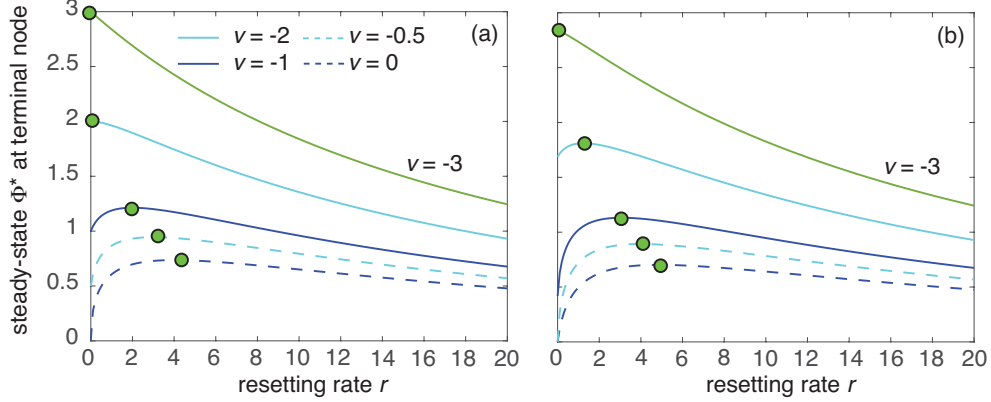 steady-state Φ* at terminal node
3
2.5
2
1.5
1
0.5
0
v = -2
v = -0.5
v = -1
v = 0
(a)
v = -3
0 2 4 6 8 10 12 14 16 18 20
resetting rate r
(b)
v = -3
0 2 4 6 8 10 12 14 16 18 20
resetting rate r